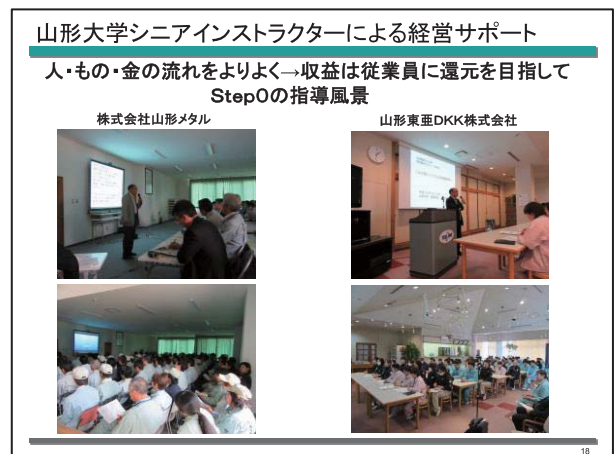 山形大学シニアインストラクターによる経営サポート
人・もの・金の流れをよりよく→収益は従業員に還元を目指して
Step0の指導風景
株式会社山形メタル
山形東亜DKK株式会社
18